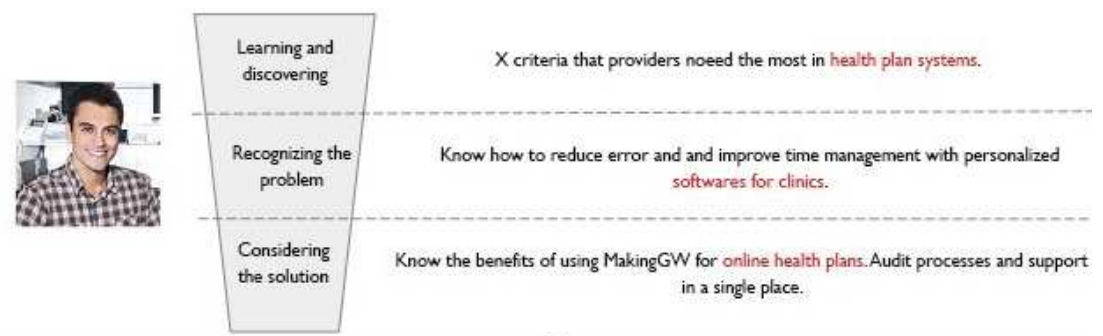 Learning and
discovering
X criteria that providers noeed the most in health plan systems.
Recognizing the
problem
Know how to reduce error and and improve time management with personalized
softwares for clinics.
Considering
the solution
Know the benefits of using MakingGW for online health plans. Audit processes and support
in a single place.